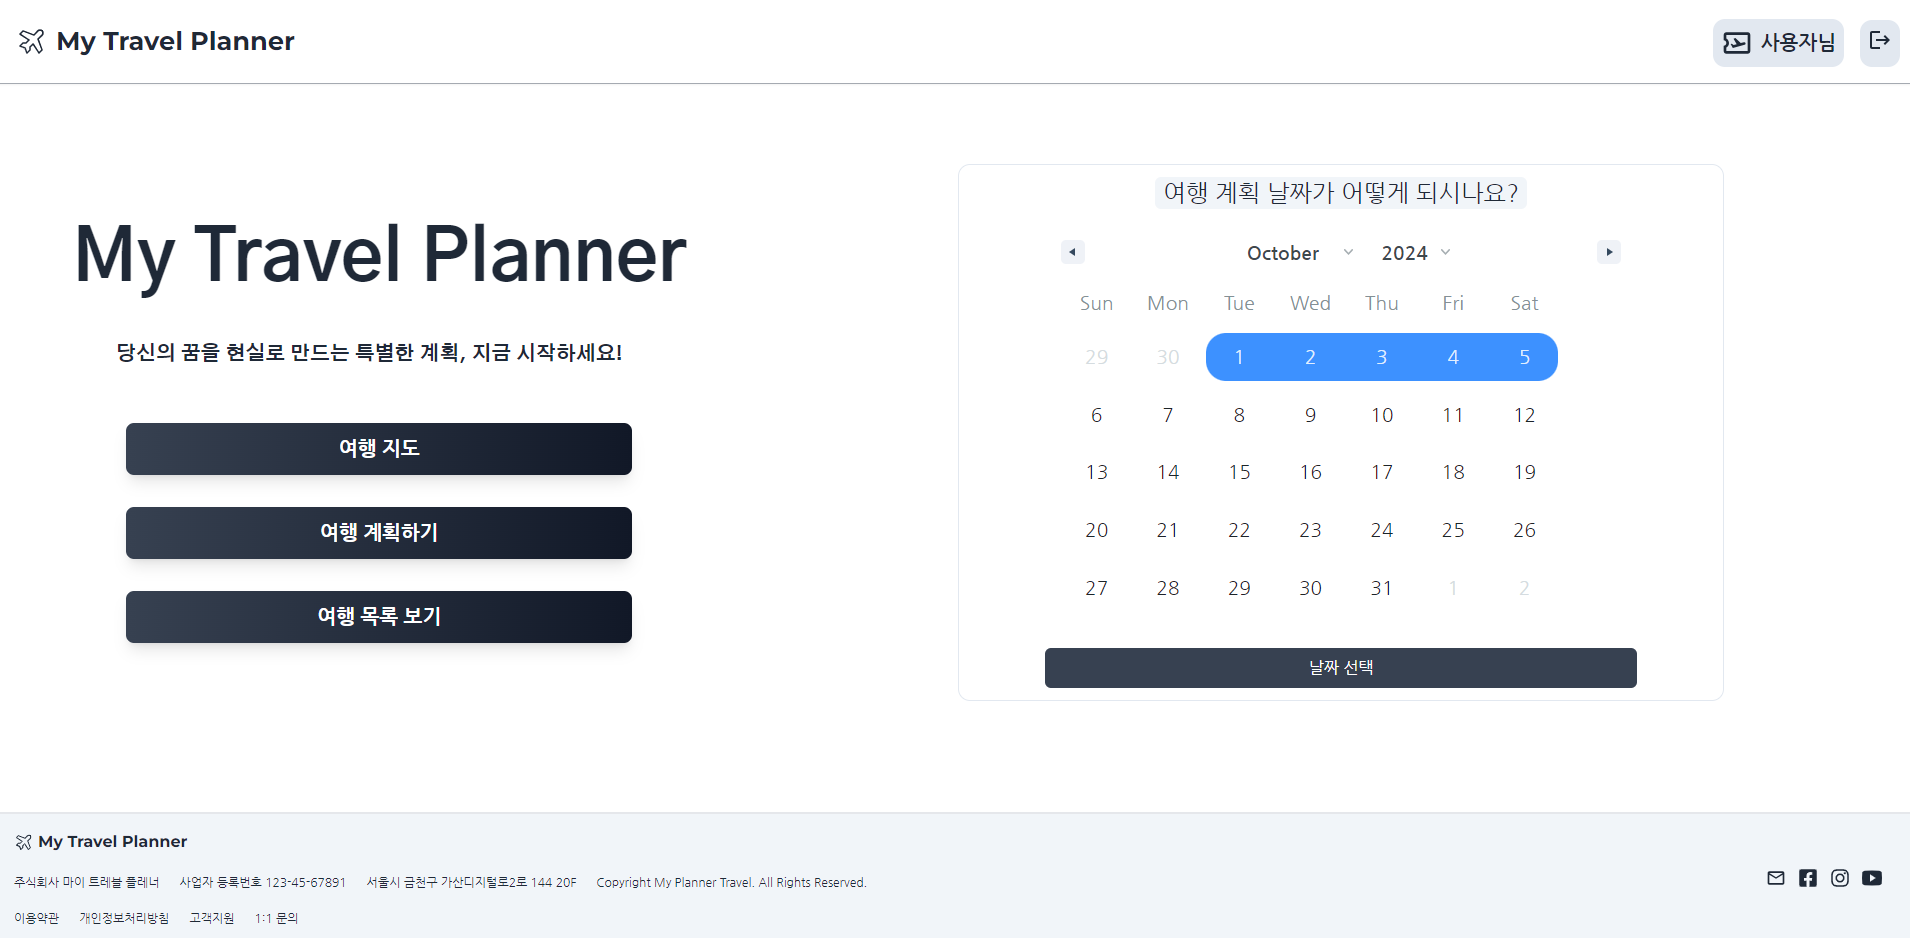 My Travel Planner
사용자님
My Travel Planner
당신의 꿈을 현실로 만드는 특별한 계획, 지금 시작하세요!
여행 지도
여행 계획하기
여행 목록 보기
여행 계획 날짜가 어떻게 되시나요?
October 2024
Sun Mon Tue Wed Thu Fri Sat
29 30 1 2 3 4 5
6 7 8 9 10 11 12
13 14 15 16 17 18 19
20 21 22 23 24 25 26
27 28 29 30 31 1 2
날짜 선택
My Travel Planner
주식회사 마이 트레블 플레너 사업자 등록번호 123-45-67891 서울시 금천구 가산디지털로2로 144 20F Copyright My Planner Travel. All Rights Reserved.
이용약관 개인정보처리방침 고객지원 1:1 문의